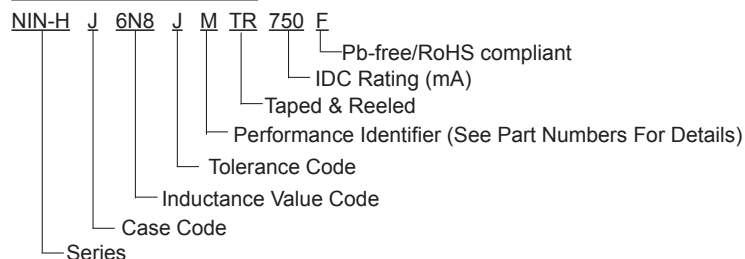 NIN-H J 6N8 J M TR 750 F
Pb-free/RoHS compliant
IDC Rating (mA)
Taped & Reeled
Performance Identifier (See Part Numbers For Details)
Tolerance Code
Inductance Value Code
Case Code
Series